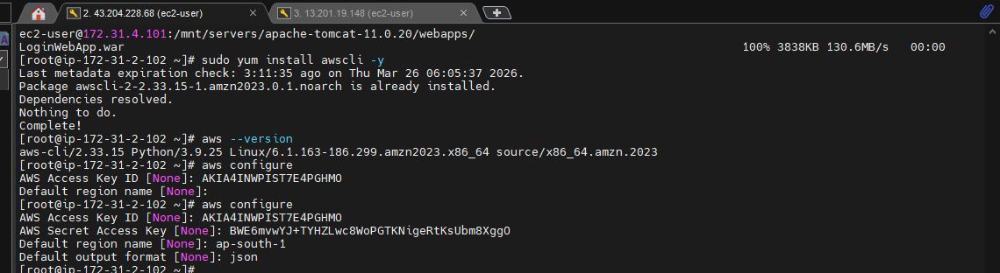 2. 43.204.228.68 (ec2-user)
3. 13.201.19.148 (ec2-user)
ec2-user@172.31.4.101:/mnt/servers/apache-tomcat-11.0.20/webapps/
LoginWebApp.war 100% 3838KB 130.6MB/s 00:00
[root@ip-172-31-2-102 ~]# sudo yum install awscli -y
Last metadata expiration check: 3:11:35 ago on Thu Mar 26 06:05:37 2026.
Package awscli-2-2.33.15-1.amzn2023.0.1.noarch is already installed.
Dependencies resolved.
Nothing to do.
Complete!
[root@ip-172-31-2-102 ~]# aws --version
aws-cli/2.33.15 Python/3.9.25 Linux/6.1.163-186.299.amzn2023.x86_64 source/x86_64.amzn.2023
[root@ip-172-31-2-102 ~]# aws configure
AWS Access Key ID [None]: AKIA4INWPIST7E4PGHMO
Default region name [None]:
[root@ip-172-31-2-102 ~]# aws configure
AWS Access Key ID [None]: AKIA4INWPIST7E4PGHMO
AWS Secret Access Key [None]: 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
Default region name [None]: ap-south-1
Default output format [None]: json
[root@ip-172-31-2-102 ~]#